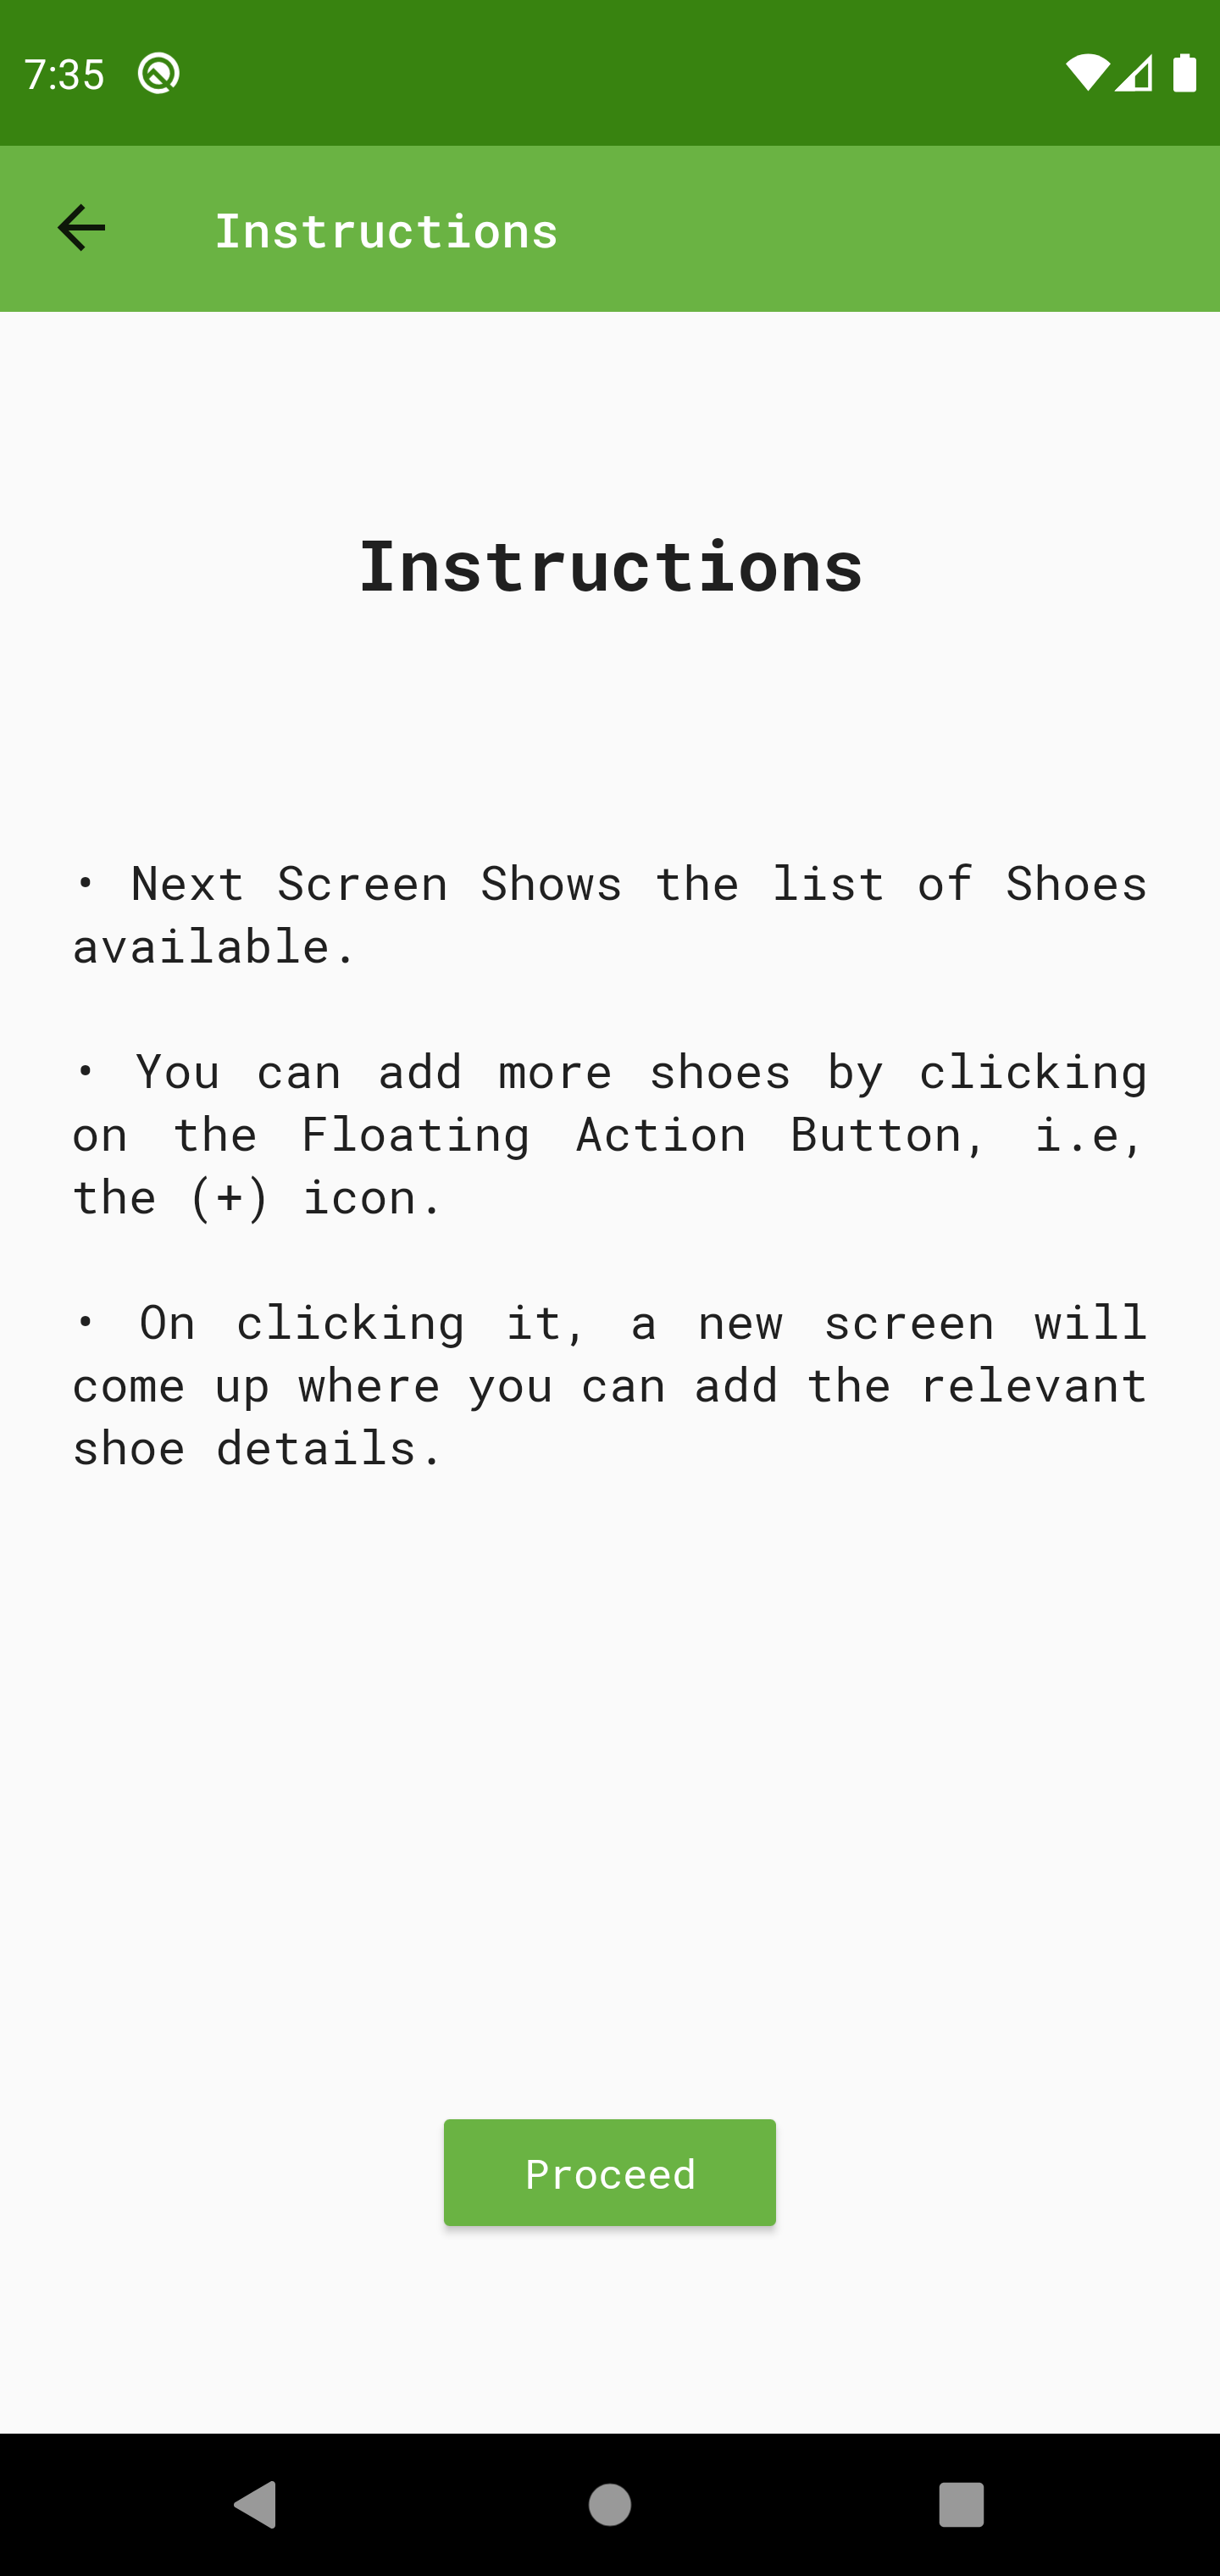 7:35
Instructions
Instructions
• Next Screen Shows the list of Shoes
available.
• You can add more shoes by clicking
on the Floating Action Button, i.e,
the (+) icon.
• On clicking it, a new screen will
come up where you can add the relevant
shoe details.
Proceed